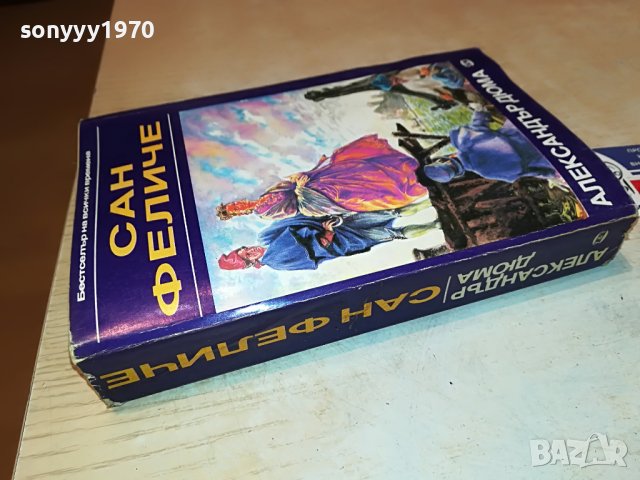 sonyyy1970
АЛЕКСАНДЪР ДЮМА
САН
ФЕЛИЧЕ
Бестселър на всички времена
АЛЕКСАНДЪР
ДЮМА
САН ФЕЛИЧЕ
BAZAR